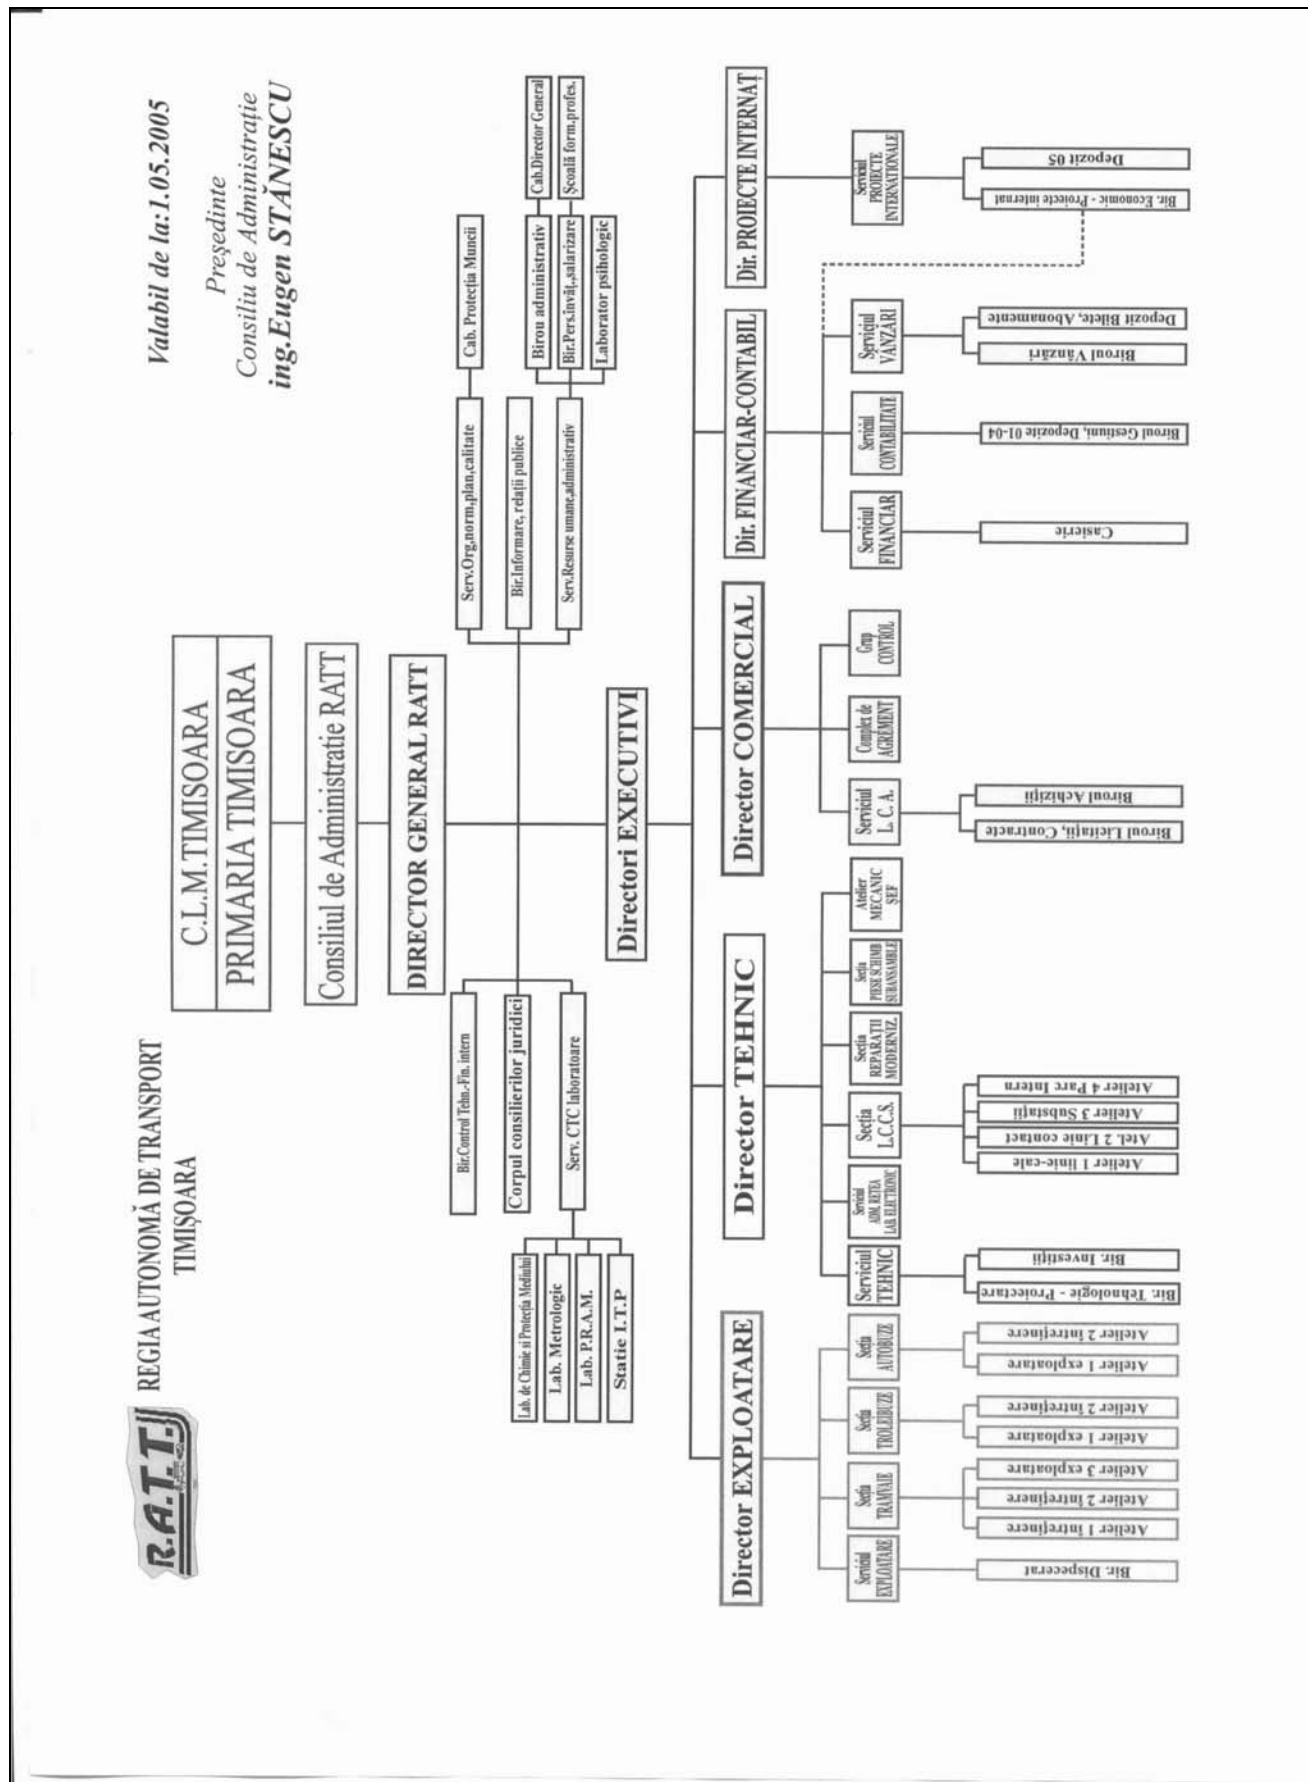 R.A.T.T.
REGIA AUTONOMĂ DE TRANSPORT
TIMIȘOARA
Valabil de la:1.05.2005
Președinte
Consiliu de Administrație
ing.Eugen STĂNESCU
C.L.M.TIMISOARA
PRIMARIA TIMISOARA
Consiliul de Administratie RATT
DIRECTOR GENERAL RATT
Bir.Control Tehn.-Fin. intern
Corpul consilierilor juridici
Serv. CTC laboratoare
Lab. de Chimie si Protecția Mediului
Lab. Metrologic
Lab. P.R.A.M.
Statie I.T.P
Serv.Org,norm,plan,calitate
Cab. Protecția Muncii
Bir.Informare, relații publice
Serv.Resurse umane,administrativ
Birou administrativ
Cab.Director General
Bir.Pers.învăț.,salarizare
Școală form.profes.
Laborator psihologic
Directori EXECUTIVI
Director EXPLOATARE
Serviciul
EXPLOATARE
Bir. Dispecerat
Secția
TRAMVAIE
Atelier 1 întreținere
Atelier 2 întreținere
Atelier 3 exploatare
Secția
TROLEIBUZE
Atelier 1 exploatare
Atelier 2 întreținere
Secția
AUTOBUZE
Atelier 1 exploatare
Atelier 2 întreținere
Director TEHNIC
Serviciul
TEHNIC
Bir. Tehnologie - Proiectare
Bir. Investiții
Serviciul
ADM. RETEA
LAB. ELECTRONIC
Secția
L.C.C.S.
Atelier 1 linie-cale
Atel. 2 Linie contact
Atelier 3 Substații
Atelier 4 Parc Intern
Secția
REPARAȚII
MODERNIZ.
Secția
PIESE SCHIMB
SUBANSAMBLE
Atelier
MECANIC
ȘEF
Director COMERCIAL
Serviciul
L. C. A.
Biroul Licitații, Contracte
Biroul Achiziții
Complex de
AGREMENT
Grup
CONTROL
Dir. FINANCIAR-CONTABIL
Serviciul
FINANCIAR
Casierie
Serviciul
CONTABILITATE
Biroul Gestiuni, Depozite 01-04
Serviciul
VÂNZĂRI
Biroul Vânzări
Depozit Bilete, Abonamente
Dir. PROIECTE INTERNAȚ
Serviciul
PROIECTE
INTERNATIONALE
Bir. Economic - Proiecte internat
Depozit 05